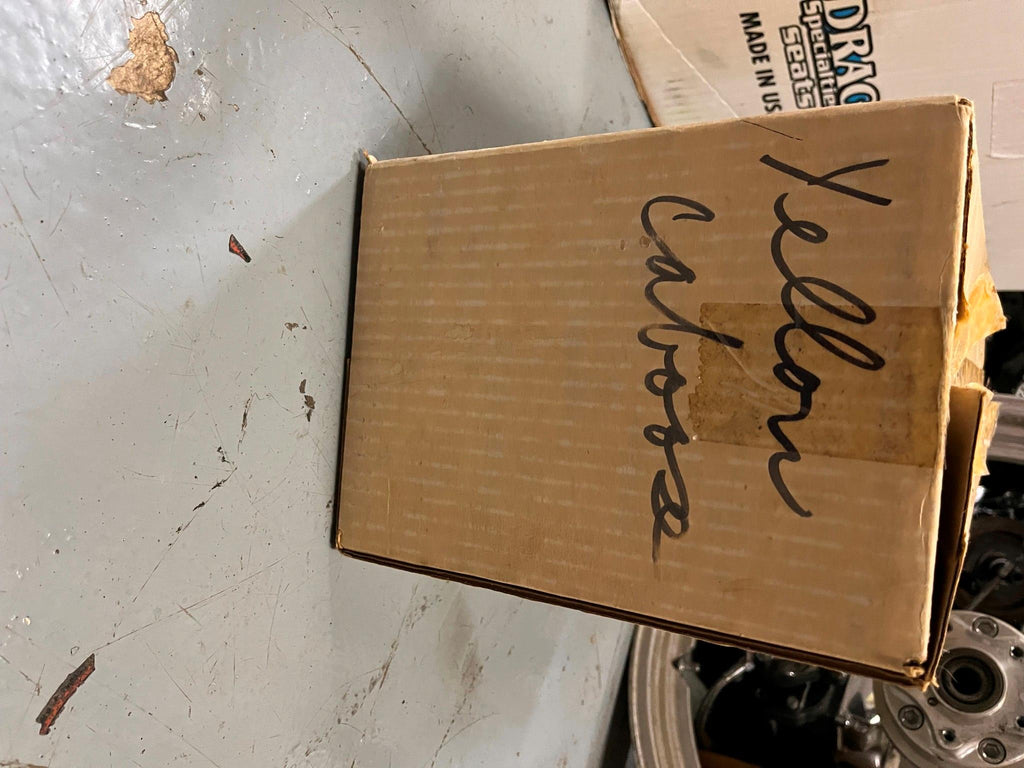 Yellow
caboose
DRAG
Specialties
seats
MADE IN US